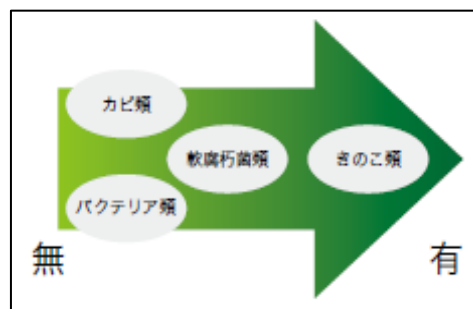 カビ類
軟腐朽菌類
きのこ類
バクテリア類
無
有